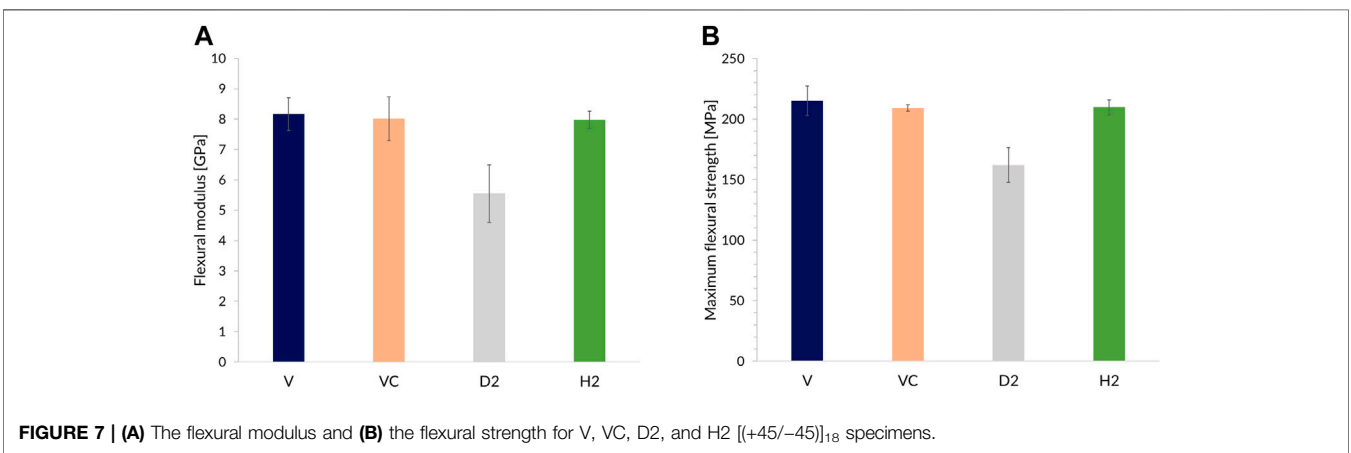 A
Flexural modulus [GPa]
10
9
8
7
6
5
4
3
2
1
0
V VC D2 H2
B
Maximum flexural strength [MPa]
250
200
150
100
50
0
V VC D2 H2
FIGURE 7 | (A) The flexural modulus and (B) the flexural strength for V, VC, D2, and H2 [(+45/−45)]₁₈ specimens.